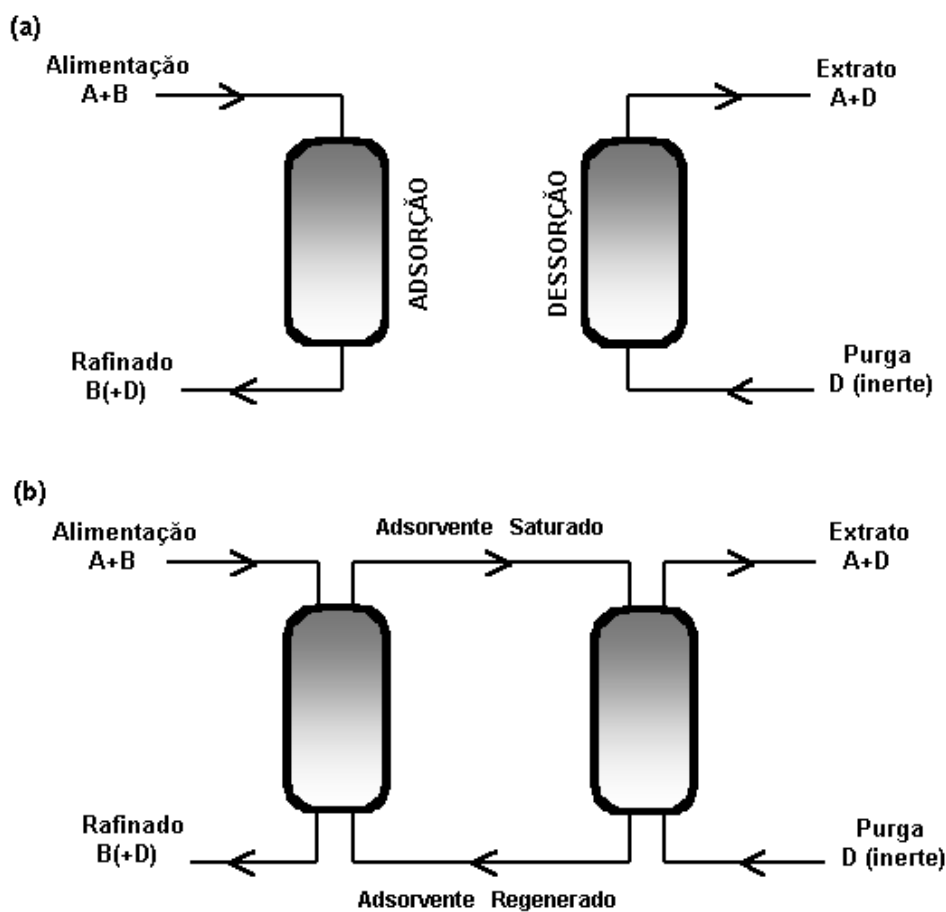 (a)
Alimentação
A+B
Extrato
A+D
ADSORÇÃO
DESSORÇÃO
Rafinado
B(+D)
Purga
D (inerte)
(b)
Alimentação
A+B
Adsorvente Saturado
Extrato
A+D
Rafinado
B(+D)
Adsorvente Regenerado
Purga
D (inerte)